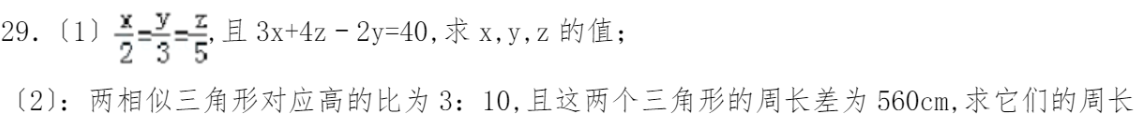 29.〔1〕x/2=y/3=z/5,且 3x+4z－2y=40,求 x,y,z 的值；
〔2〕：两相似三角形对应高的比为 3：10,且这两个三角形的周长差为 560cm,求它们的周长